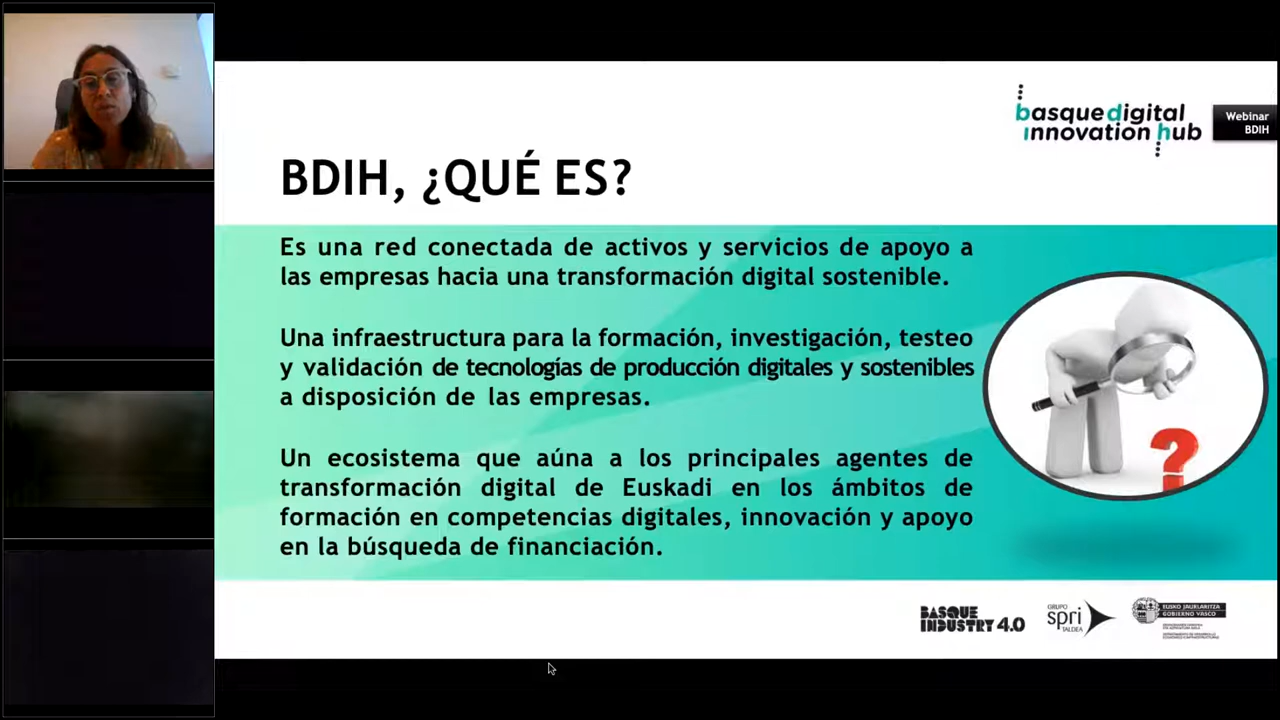 basque digital
innovation hub
Webinar
BDIH
BDIH, ¿QUÉ ES?
Es una red conectada de activos y servicios de apoyo a
las empresas hacia una transformación digital sostenible.
Una infraestructura para la formación, investigación, testeo
y validación de tecnologías de producción digitales y sostenibles
a disposición de las empresas.
Un ecosistema que aúna a los principales agentes de
transformación digital de Euskadi en los ámbitos de
formación en competencias digitales, innovación y apoyo
en la búsqueda de financiación.
?
BASQUE
INDUSTRY 4.0
GRUPO
spri
TALDEA
EUSKO JAURLARITZA
GOBIERNO VASCO